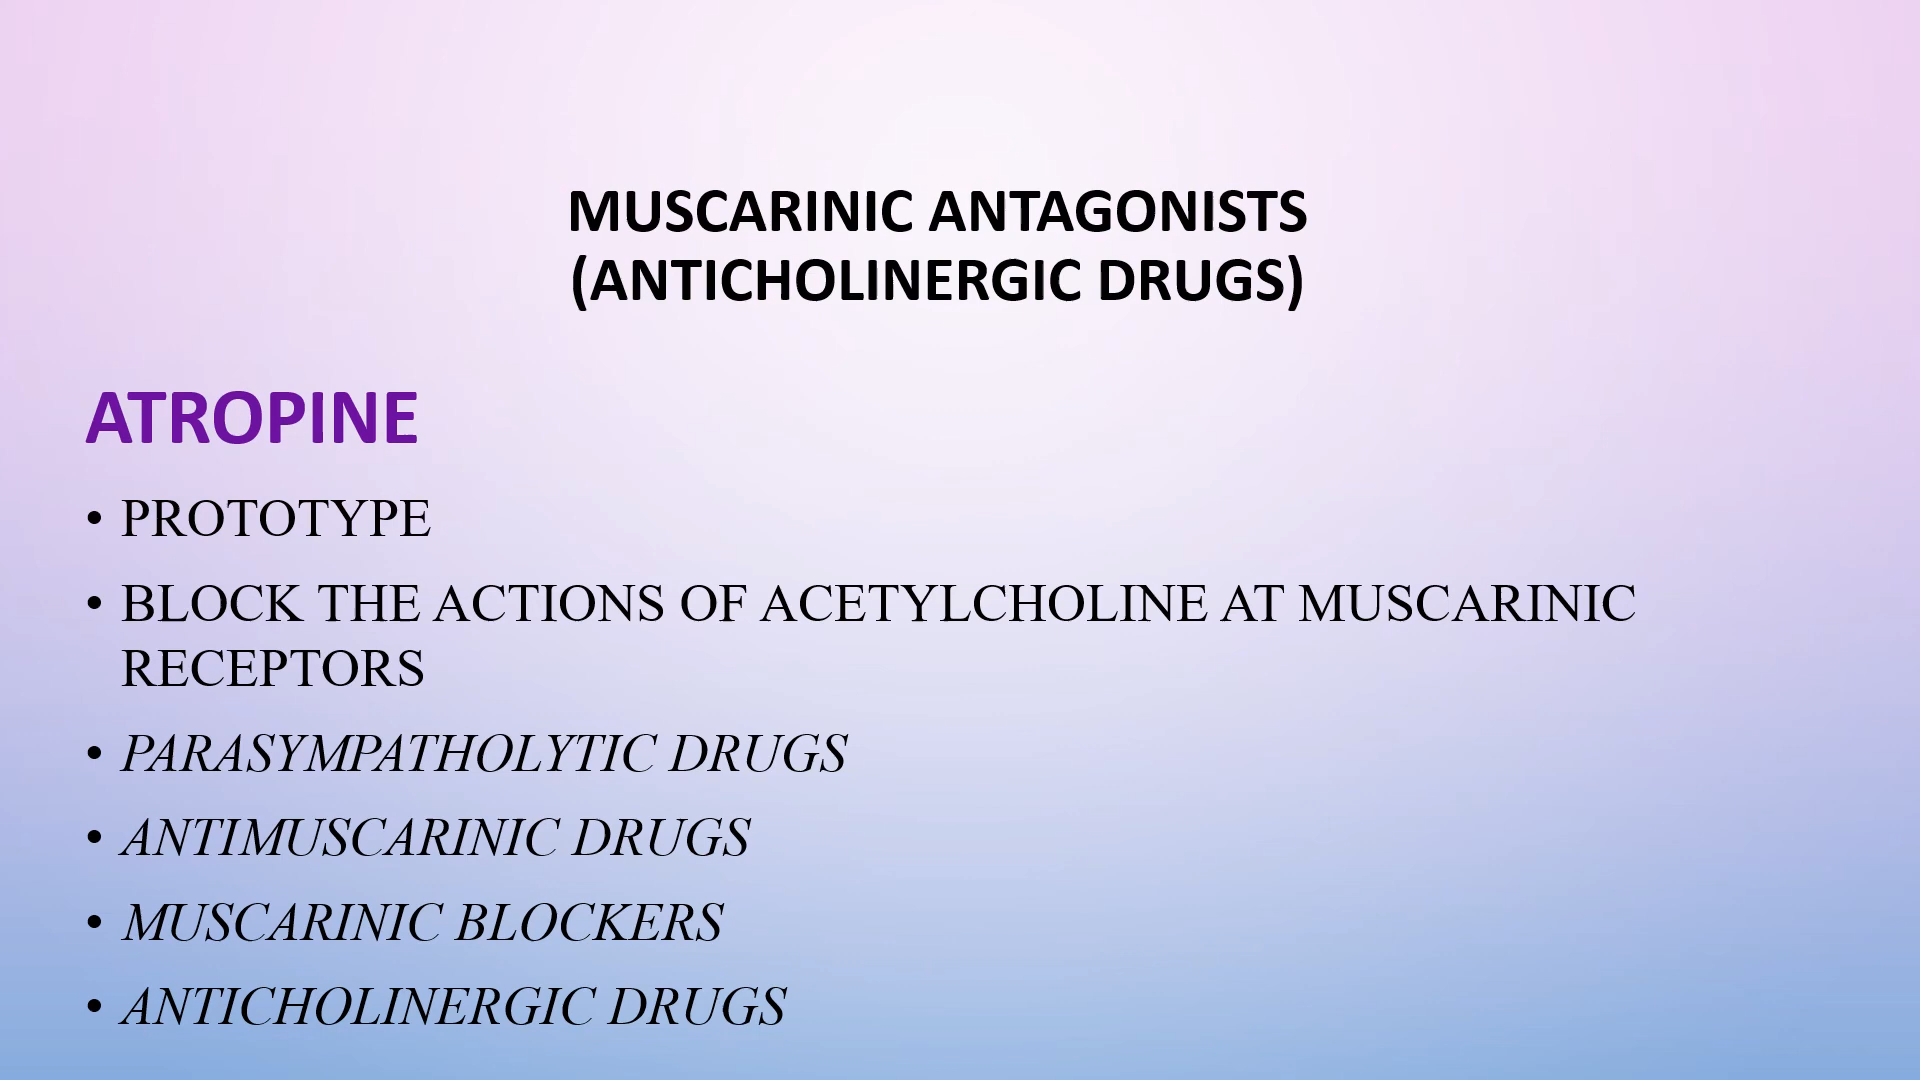 MUSCARINIC ANTAGONISTS
(ANTICHOLINERGIC DRUGS)
ATROPINE
• PROTOTYPE
• BLOCK THE ACTIONS OF ACETYLCHOLINE AT MUSCARINIC
RECEPTORS
• PARASYMPATHOLYTIC DRUGS
• ANTIMUSCARINIC DRUGS
• MUSCARINIC BLOCKERS
• ANTICHOLINERGIC DRUGS